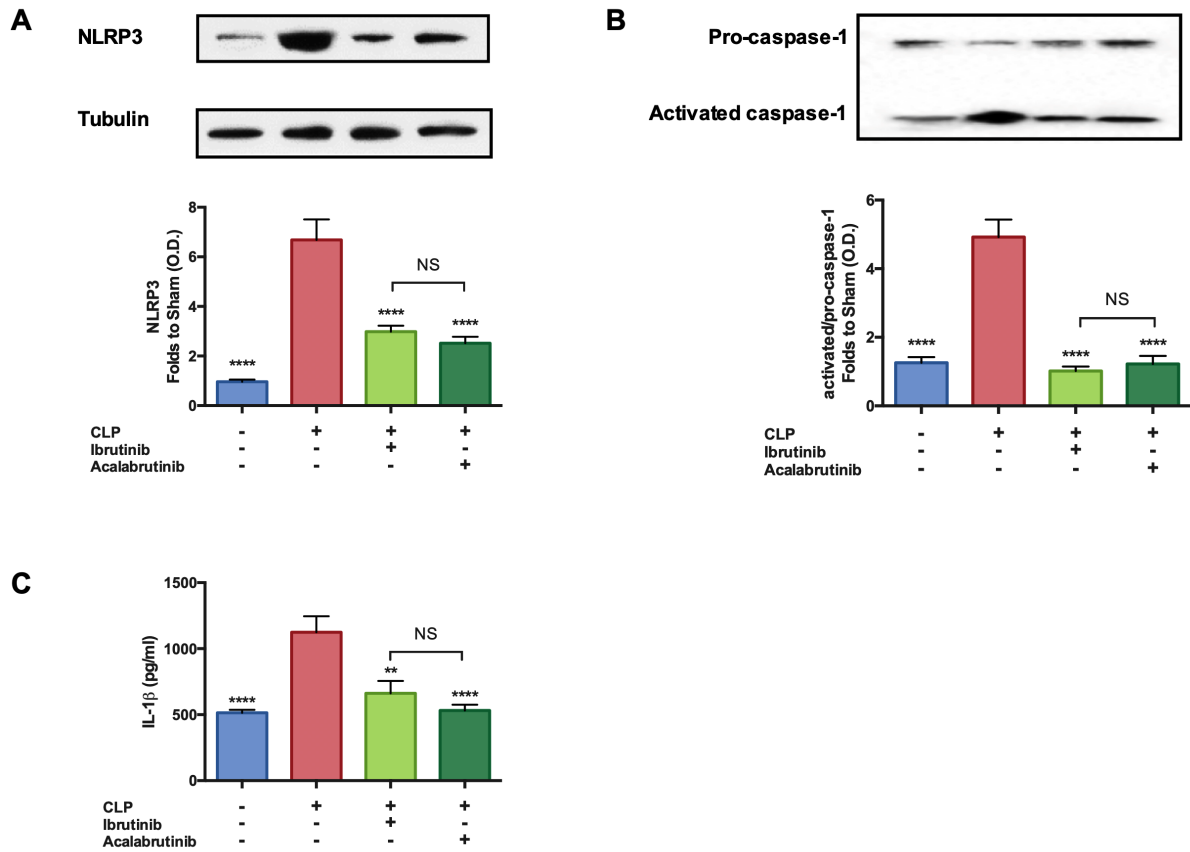 A
NLRP3
Tubulin
8
6
4
2
0
NLRP3
Folds to Sham (O.D.)
****
****
****
NS
CLP - + + +
Ibrutinib - - + -
Acalabrutinib - - - +
B
Pro-caspase-1
Activated caspase-1
6
4
2
0
activated/pro-caspase-1
Folds to Sham (O.D.)
****
****
****
NS
CLP - + + +
Ibrutinib - - + -
Acalabrutinib - - - +
C
1500
1000
500
0
IL-1β (pg/ml)
****
**
****
NS
CLP - + + +
Ibrutinib - - + -
Acalabrutinib - - - +